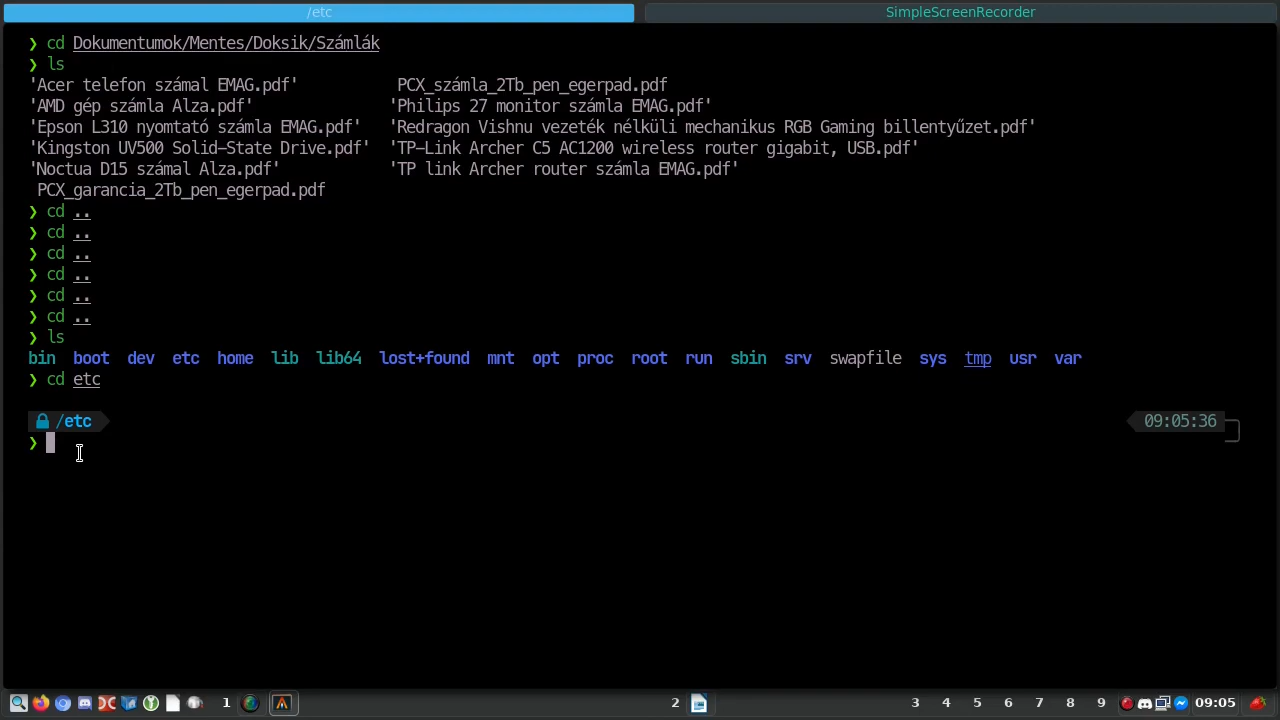 /etc SimpleScreenRecorder
❯ cd Dokumentumok/Mentes/Doksik/Számlák
❯ ls
'Acer telefon számal EMAG.pdf' PCX_számla_2Tb_pen_egerpad.pdf
'AMD gép számla Alza.pdf' 'Philips 27 monitor számla EMAG.pdf'
'Epson L310 nyomtató számla EMAG.pdf' 'Redragon Vishnu vezeték nélküli mechanikus RGB Gaming billentyűzet.pdf'
'Kingston UV500 Solid-State Drive.pdf' 'TP-Link Archer C5 AC1200 wireless router gigabit, USB.pdf'
'Noctua D15 számal Alza.pdf' 'TP link Archer router számla EMAG.pdf'
PCX_garancia_2Tb_pen_egerpad.pdf
❯ cd ..
❯ cd ..
❯ cd ..
❯ cd ..
❯ cd ..
❯ cd ..
❯ ls
bin boot dev etc home lib lib64 lost+found mnt opt proc root run sbin srv swapfile sys tmp usr var
❯ cd etc
/etc 09:05:36
❯
1 2 3 4 5 6 7 8 9 09:05